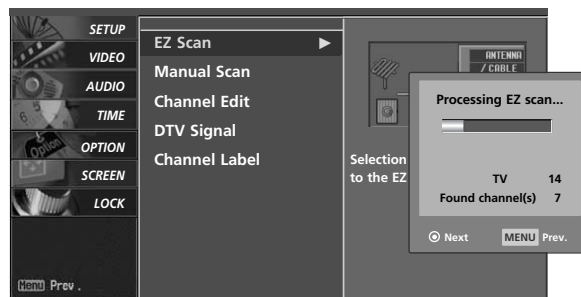 SETUP
VIDEO
AUDIO
TIME
OPTION
SCREEN
LOCK
Menu Prev.
EZ Scan ▶
Manual Scan
Channel Edit
DTV Signal
Channel Label
ANTENNA
/ CABLE
Selection
to the EZ
Processing EZ scan...
TV 14
Found channel(s) 7
Next MENU Prev.